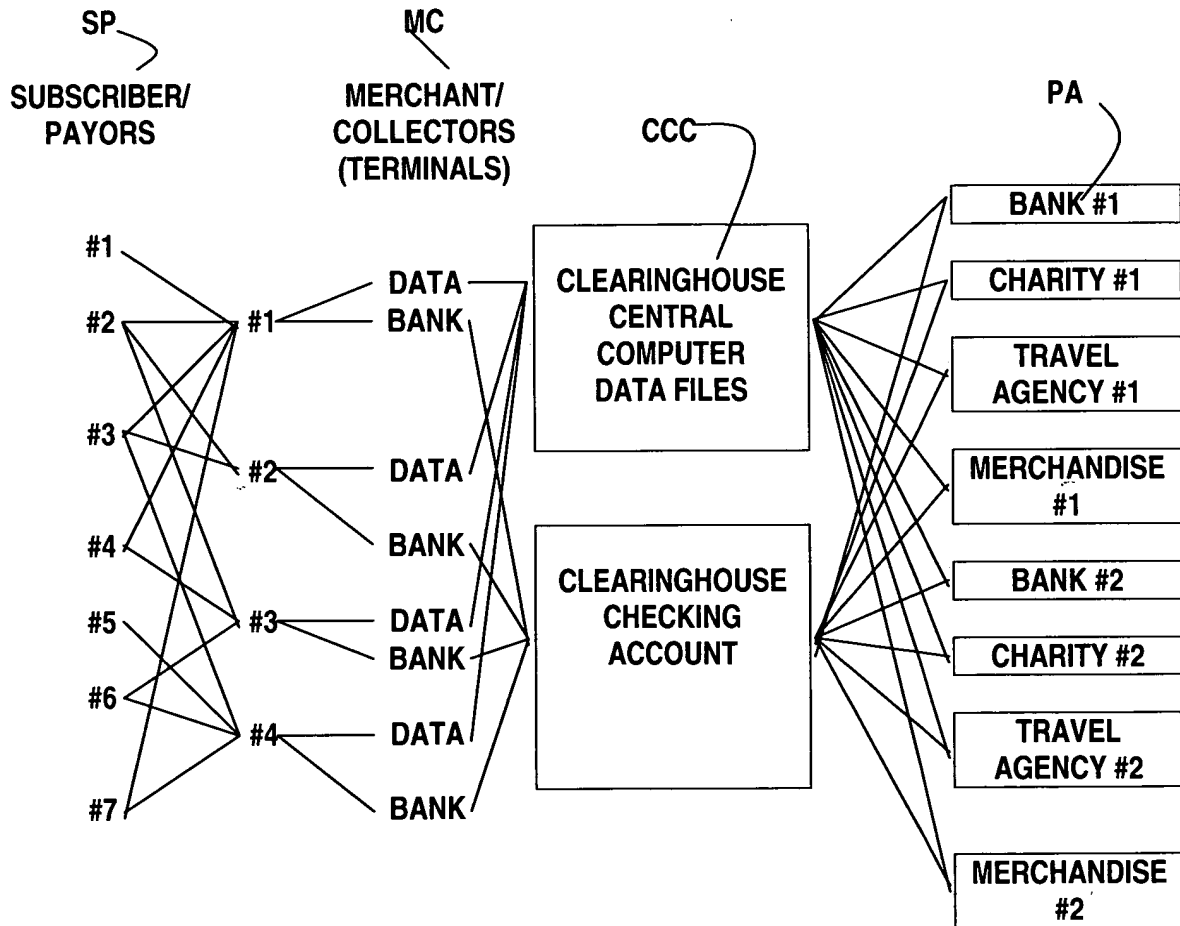 SP
SUBSCRIBER/
PAYORS
#1
#2
#3
#4
#5
#6
#7
MC
MERCHANT/
COLLECTORS
(TERMINALS)
#1
DATA
BANK
#2
DATA
BANK
#3
DATA
BANK
#4
DATA
BANK
CCC
CLEARINGHOUSE
CENTRAL
COMPUTER
DATA FILES
CLEARINGHOUSE
CHECKING
ACCOUNT
PA
BANK #1
CHARITY #1
TRAVEL
AGENCY #1
MERCHANDISE
#1
BANK #2
CHARITY #2
TRAVEL
AGENCY #2
MERCHANDISE
#2